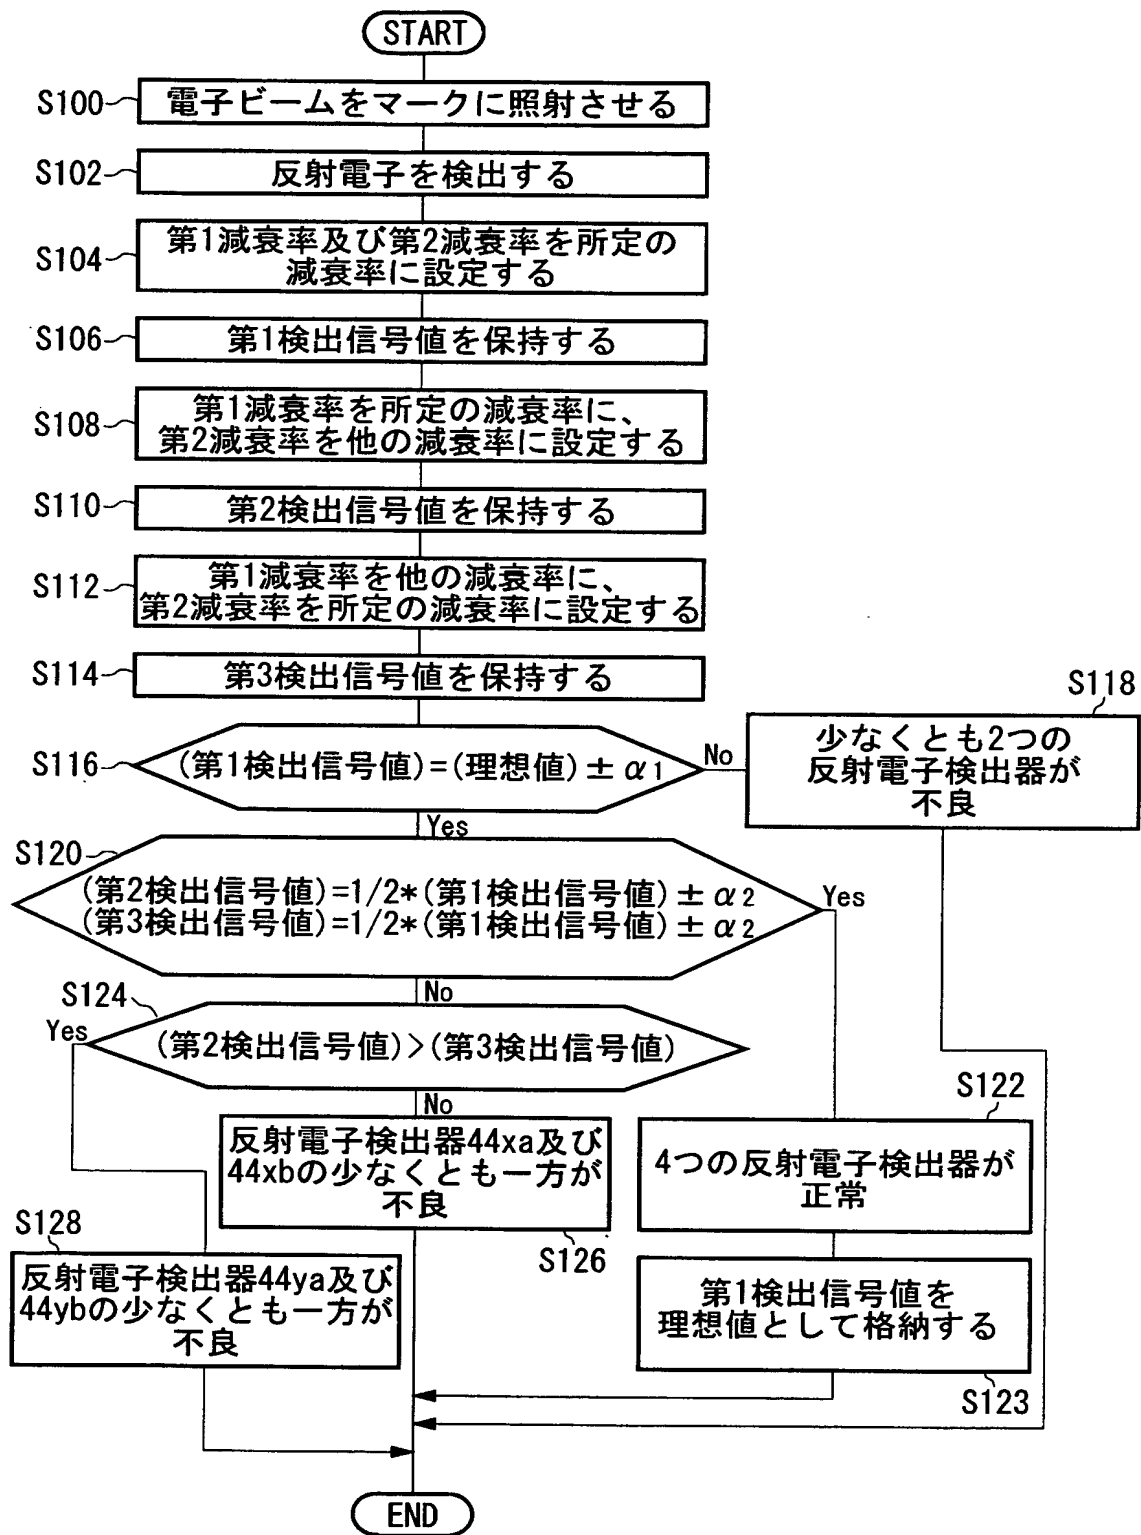 START
S100
電子ビームをマークに照射させる
S102
反射電子を検出する
S104
第1減衰率及び第2減衰率を所定の
減衰率に設定する
S106
第1検出信号値を保持する
S108
第1減衰率を所定の減衰率に、
第2減衰率を他の減衰率に設定する
S110
第2検出信号値を保持する
S112
第1減衰率を他の減衰率に、
第2減衰率を所定の減衰率に設定する
S114
第3検出信号値を保持する
S116
(第1検出信号値)=(理想値)±α1
No
S118
少なくとも2つの
反射電子検出器が
不良
Yes
S120
(第2検出信号値)=1/2*(第1検出信号値)±α2
(第3検出信号値)=1/2*(第1検出信号値)±α2
Yes
No
S124
Yes
(第2検出信号値)>(第3検出信号値)
No
S122
4つの反射電子検出器が
正常
反射電子検出器44xa及び
44xbの少なくとも一方が
不良
S126
S128
反射電子検出器44ya及び
44ybの少なくとも一方が
不良
第1検出信号値を
理想値として格納する
S123
END